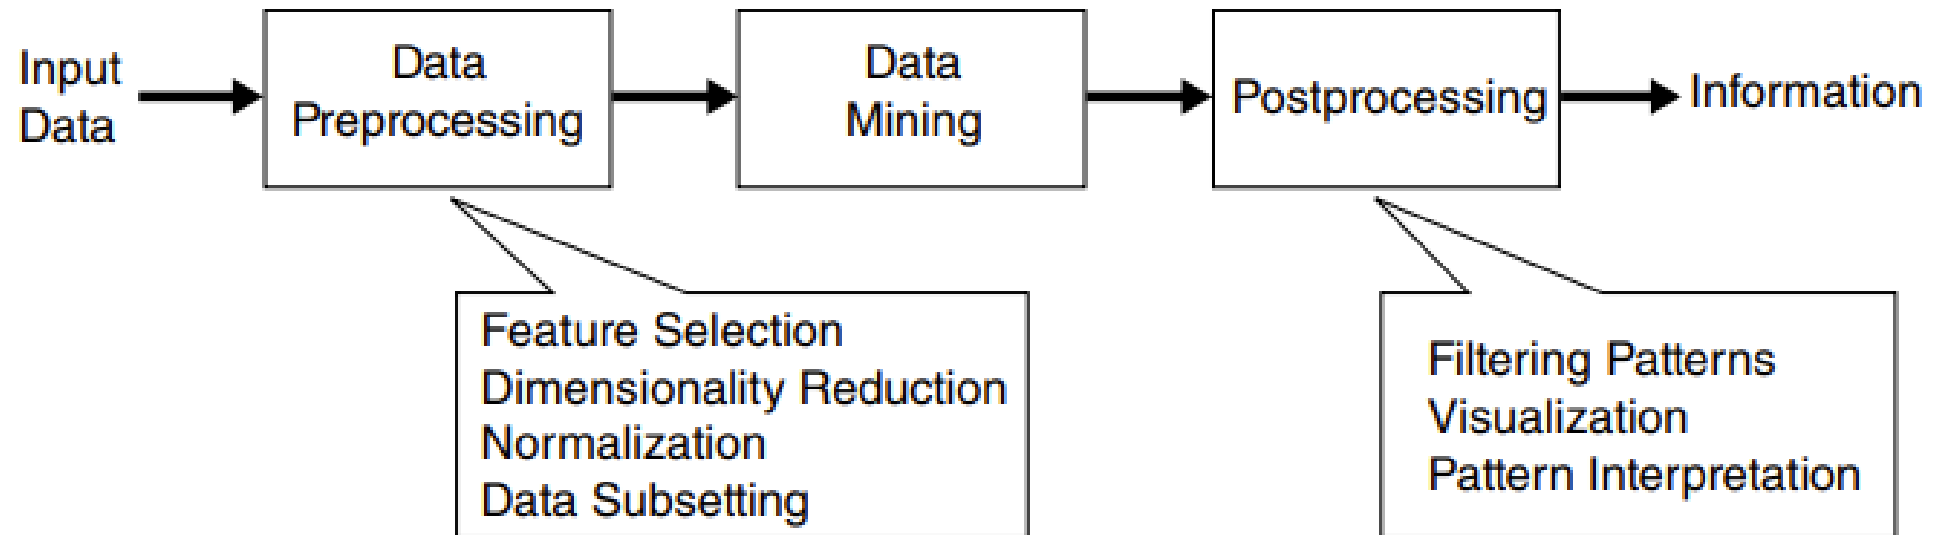 Input
Data
Data
Preprocessing
Data
Mining
Postprocessing
Information
Feature Selection
Dimensionality Reduction
Normalization
Data Subsetting
Filtering Patterns
Visualization
Pattern Interpretation